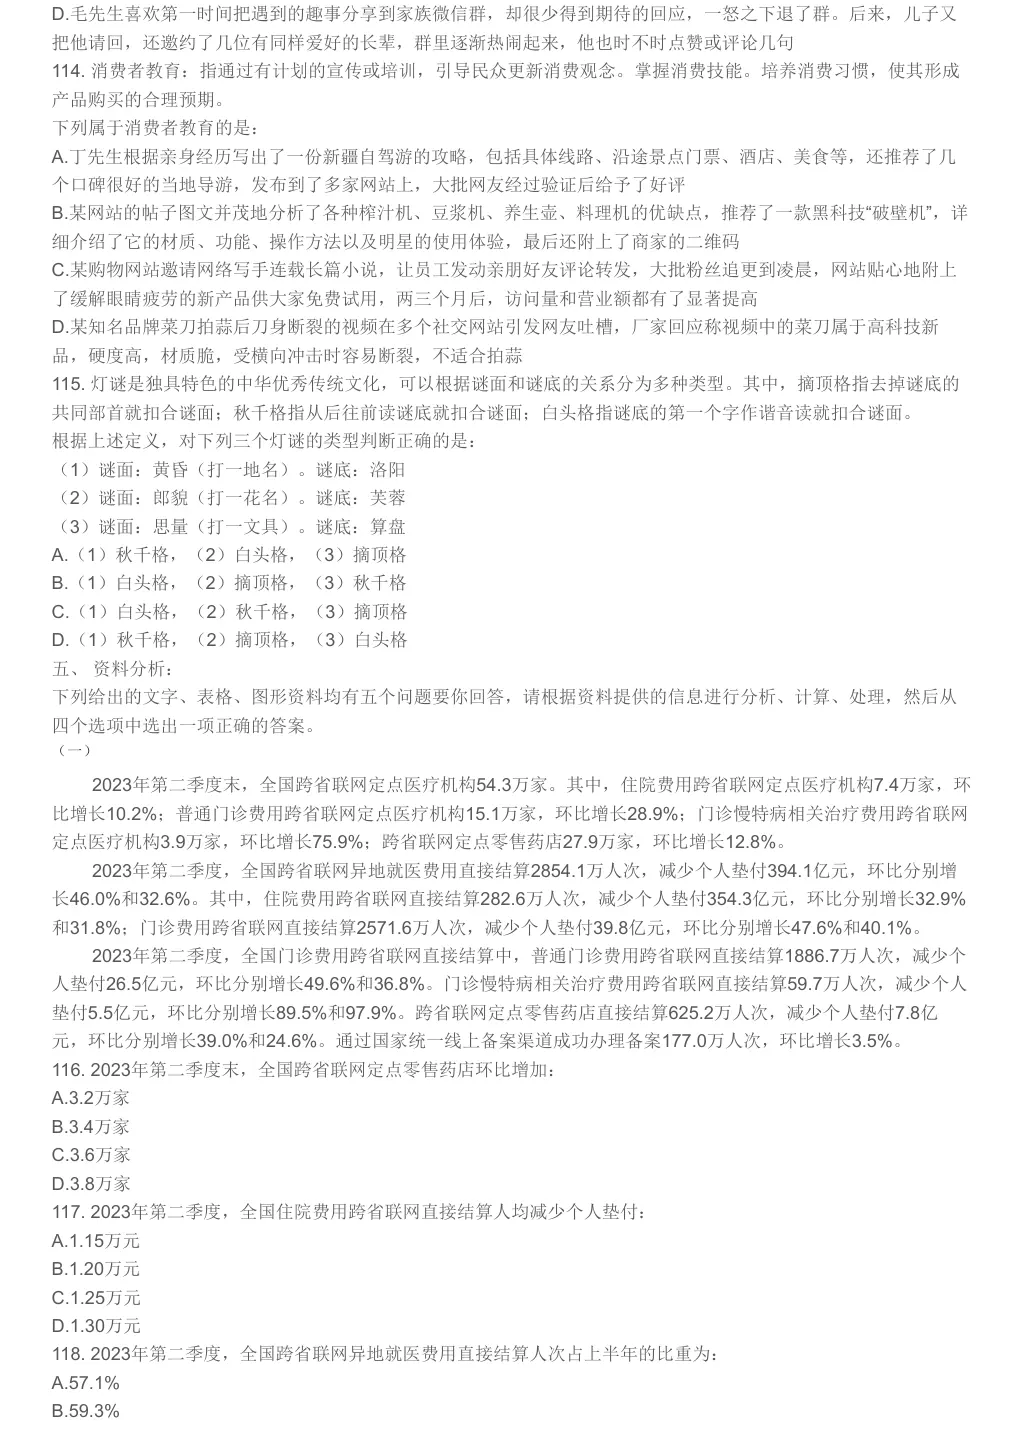 D.毛先生喜欢第一时间把遇到的趣事分享到家族微信群，却很少得到期待的回应，一怒之下退了群。后来，儿子又
把他请回，还邀约了几位有同样爱好的长辈，群里逐渐热闹起来，他也时不时点赞或评论几句
114. 消费者教育：指通过有计划的宣传或培训，引导民众更新消费观念。掌握消费技能。培养消费习惯，使其形成
产品购买的合理预期。
下列属于消费者教育的是：
A.丁先生根据亲身经历写出了一份新疆自驾游的攻略，包括具体线路、沿途景点门票、酒店、美食等，还推荐了几
个口碑很好的当地导游，发布到了多家网站上，大批网友经过验证后给予了好评
B.某网站的帖子图文并茂地分析了各种榨汁机、豆浆机、养生壶、料理机的优缺点，推荐了一款黑科技“破壁机”，详
细介绍了它的材质、功能、操作方法以及明星的使用体验，最后还附上了商家的二维码
C.某购物网站邀请网络写手连载长篇小说，让员工发动亲朋好友评论转发，大批粉丝追更到凌晨，网站贴心地附上
了缓解眼睛疲劳的新产品供大家免费试用，两三个月后，访问量和营业额都有了显著提高
D.某知名品牌菜刀拍蒜后刀身断裂的视频在多个社交网站引发网友吐槽，厂家回应称视频中的菜刀属于高科技新
品，硬度高，材质脆，受横向冲击时容易断裂，不适合拍蒜
115. 灯谜是独具特色的中华优秀传统文化，可以根据谜面和谜底的关系分为多种类型。其中，摘顶格指去掉谜底的
共同部首就扣合谜面；秋千格指从后往前读谜底就扣合谜面；白头格指谜底的第一个字作谐音读就扣合谜面。
根据上述定义，对下列三个灯谜的类型判断正确的是：
（1）谜面：黄昏（打一地名）。谜底：洛阳
（2）谜面：郎貌（打一花名）。谜底：芙蓉
（3）谜面：思量（打一文具）。谜底：算盘
A.（1）秋千格，（2）白头格，（3）摘顶格
B.（1）白头格，（2）摘顶格，（3）秋千格
C.（1）白头格，（2）秋千格，（3）摘顶格
D.（1）秋千格，（2）摘顶格，（3）白头格
五、 资料分析：
下列给出的文字、表格、图形资料均有五个问题要你回答，请根据资料提供的信息进行分析、计算、处理，然后从
四个选项中选出一项正确的答案。
（一）
2023年第二季度末，全国跨省联网定点医疗机构54.3万家。其中，住院费用跨省联网定点医疗机构7.4万家，环
比增长10.2%；普通门诊费用跨省联网定点医疗机构15.1万家，环比增长28.9%；门诊慢特病相关治疗费用跨省联网
定点医疗机构3.9万家，环比增长75.9%；跨省联网定点零售药店27.9万家，环比增长12.8%。
2023年第二季度，全国跨省联网异地就医费用直接结算2854.1万人次，减少个人垫付394.1亿元，环比分别增
长46.0%和32.6%。其中，住院费用跨省联网直接结算282.6万人次，减少个人垫付354.3亿元，环比分别增长32.9%
和31.8%；门诊费用跨省联网直接结算2571.6万人次，减少个人垫付39.8亿元，环比分别增长47.6%和40.1%。
2023年第二季度，全国门诊费用跨省联网直接结算中，普通门诊费用跨省联网直接结算1886.7万人次，减少个
人垫付26.5亿元，环比分别增长49.6%和36.8%。门诊慢特病相关治疗费用跨省联网直接结算59.7万人次，减少个人
垫付5.5亿元，环比分别增长89.5%和97.9%。跨省联网定点零售药店直接结算625.2万人次，减少个人垫付7.8亿
元，环比分别增长39.0%和24.6%。通过国家统一线上备案渠道成功办理备案177.0万人次，环比增长3.5%。
116. 2023年第二季度末，全国跨省联网定点零售药店环比增加：
A.3.2万家
B.3.4万家
C.3.6万家
D.3.8万家
117. 2023年第二季度，全国住院费用跨省联网直接结算人均减少个人垫付：
A.1.15万元
B.1.20万元
C.1.25万元
D.1.30万元
118. 2023年第二季度，全国跨省联网异地就医费用直接结算人次占上半年的比重为：
A.57.1%
B.59.3%